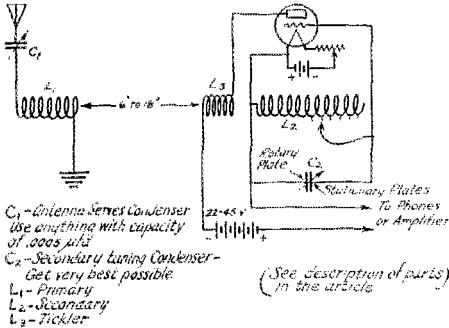 C₁
L₁
6" to 18"
L₃
+ -
L₂
Rotary
Plate
C₂
Stationary Plates
To Phones
or Amplifier
22-45 V
- +
C₁-Antenna Series Condenser
Use anything with capacity
of .0005 μfd
C₂-Secondary tuning Condenser-
Get very best possible
L₁-Primary
L₂-Secondary
L₃-Tickler
(See description of parts)
in the article